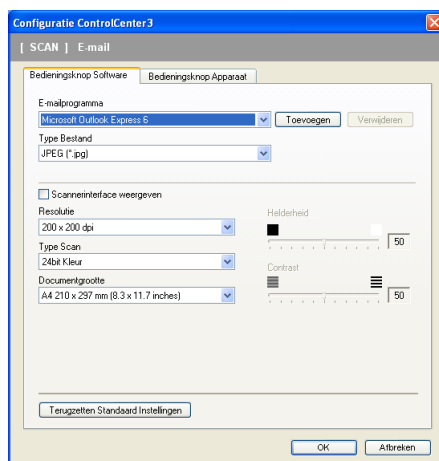 Configuratie ControlCenter3
[ SCAN ] E-mail
Bedieningsknop Software
Bedieningsknop Apparaat
E-mailprogramma
Microsoft Outlook Express 6
Toevoegen
Verwijderen
Type Bestand
JPEG (*.jpg)
Scannerinterface weergeven
Resolutie
200 x 200 dpi
Helderheid
50
Type Scan
24bit Kleur
Contrast
Documentgrootte
A4 210 x 297 mm (8.3 x 11.7 inches)
50
Terugzetten Standaard Instellingen
OK
Afbreken